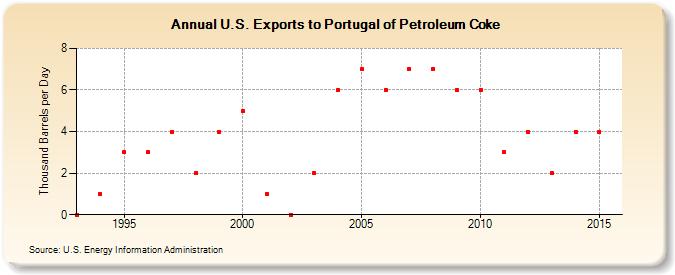 Annual U.S. Exports to Portugal of Petroleum Coke
Thousand Barrels per Day
8
6
4
2
0
1995 2000 2005 2010 2015
Source: U.S. Energy Information Administration